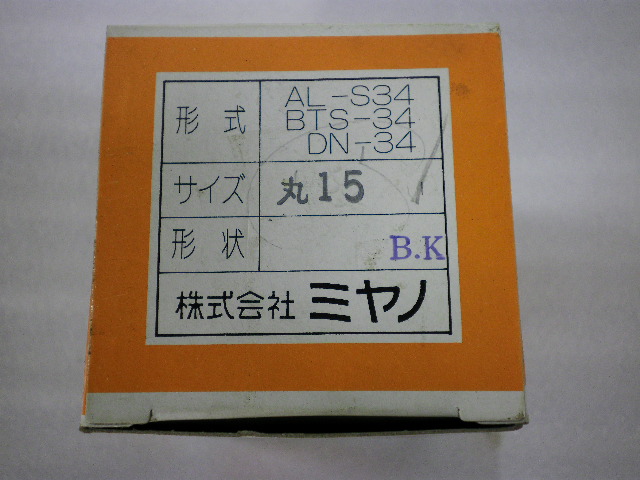 形式 AL-S34
BTS-34
DN-34
サイズ 丸15
形状 B.K
株式会社 ミヤノ